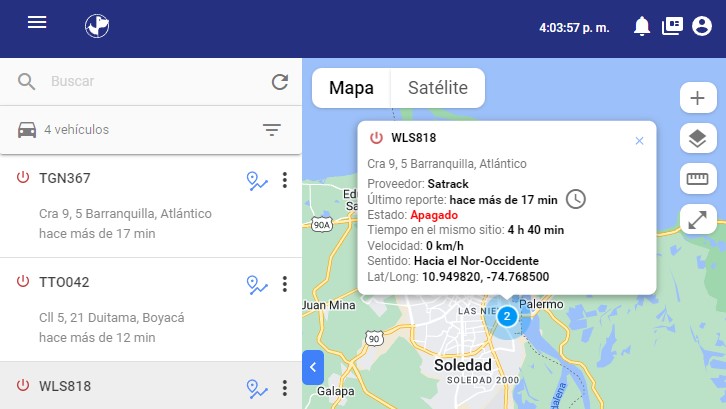 4:03:57 p. m.
Buscar
4 vehículos
TGN367
Cra 9, 5 Barranquilla, Atlántico
hace más de 17 min
TTO042
Cll 5, 21 Duitama, Boyacá
hace más de 12 min
WLS818
Mapa
Satélite
WLS818
Cra 9, 5 Barranquilla, Atlántico
Proveedor: Satrack
Último reporte: hace más de 17 min
Estado: Apagado
Tiempo en el mismo sitio: 4 h 40 min
Velocidad: 0 km/h
Sentido: Hacia el Nor-Occidente
Lat/Long: 10.949820, -74.768500
90A
Juan Mina
LAS NIE
2
Palermo
90
Soledad
SOLEDAD 2000
Galapa